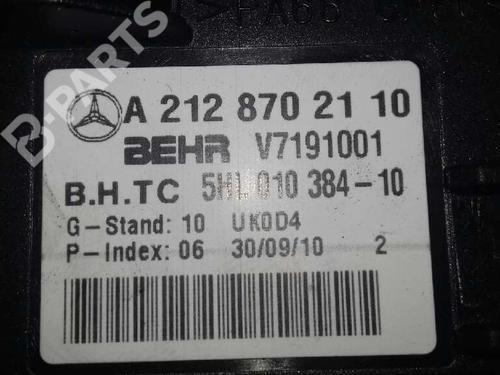 B-PARTS
A 212 870 21 10
BEHR V7191001
B.H.TC 010 384-10
G-Stand: 10 UK0D4
P-Index: 06 30/09/10 2